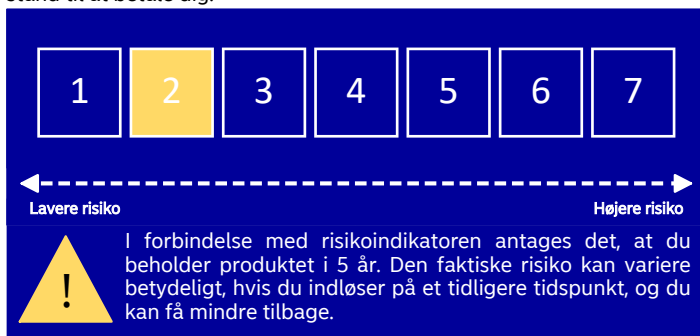 stand til at betale dig.
1 2 3 4 5 6 7
Lavere risiko Højere risiko
! I forbindelse med risikoindikatoren antages det, at du
beholder produktet i 5 år. Den faktiske risiko kan variere
betydeligt, hvis du indløser på et tidligere tidspunkt, og du
kan få mindre tilbage.